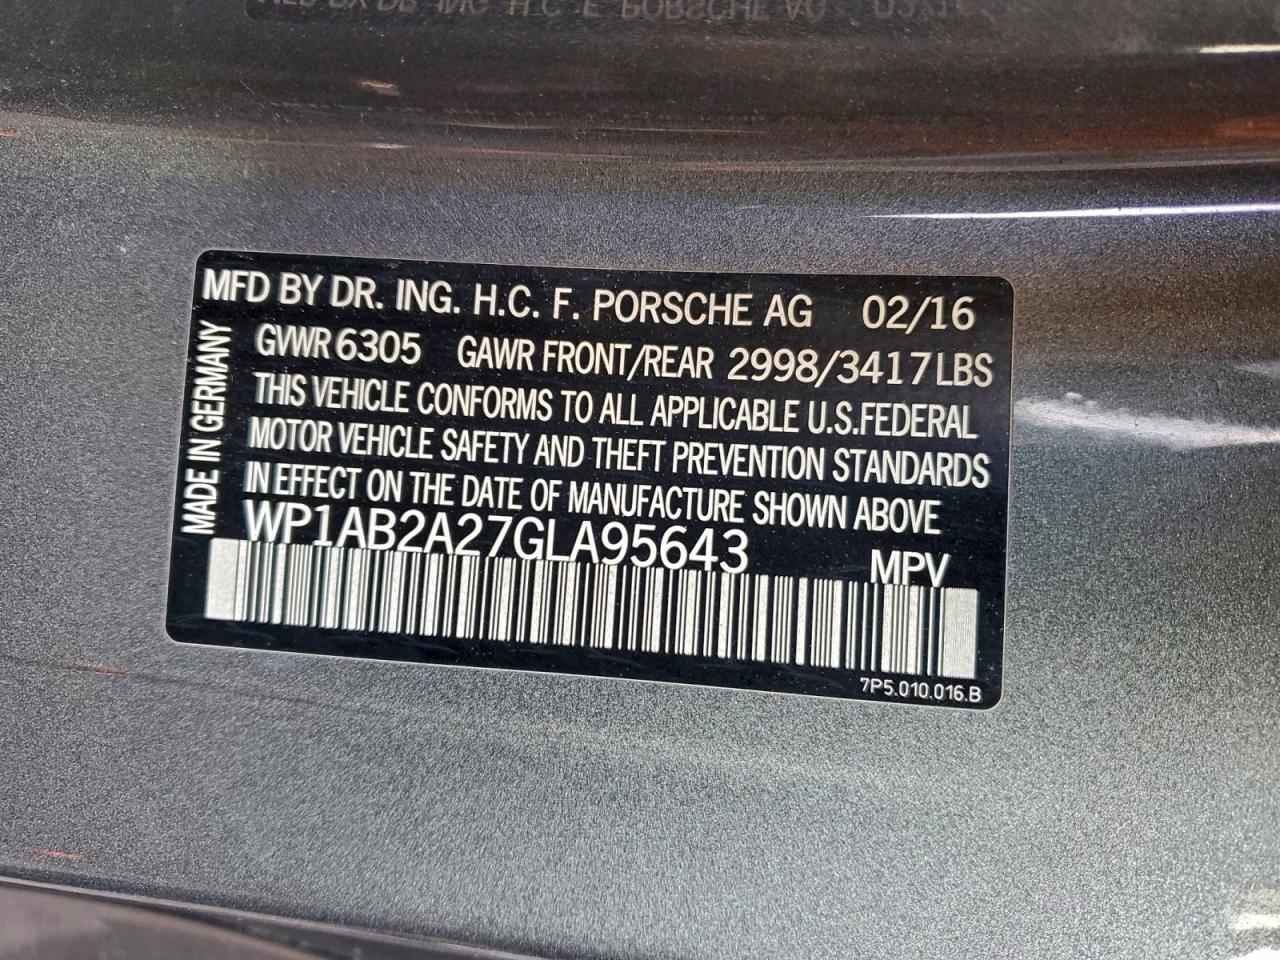 MFD BY DR. ING. H.C. F. PORSCHE AG 02/16
GVWR 6305 GAWR FRONT/REAR 2998/3417LBS
THIS VEHICLE CONFORMS TO ALL APPLICABLE U.S.FEDERAL
MOTOR VEHICLE SAFETY AND THEFT PREVENTION STANDARDS
IN EFFECT ON THE DATE OF MANUFACTURE SHOWN ABOVE
WP1AB2A27GLA95643 MPV
MADE IN GERMANY
7P5.010.016.B